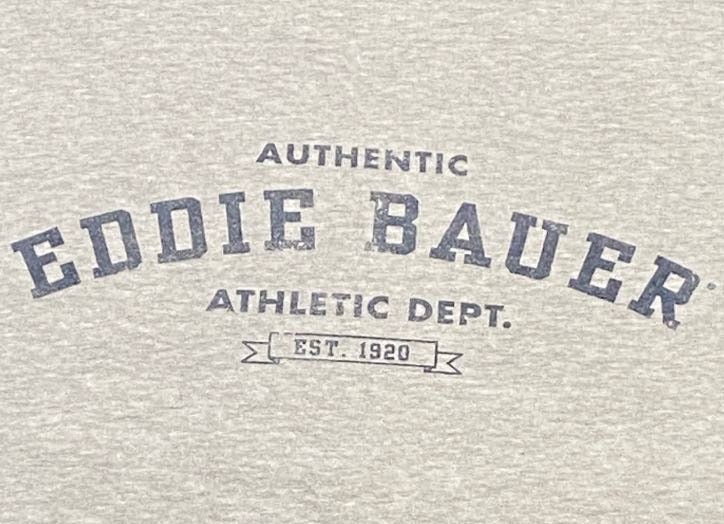 AUTHENTIC
EDDIE BAUER
ATHLETIC DEPT.
EST. 1920